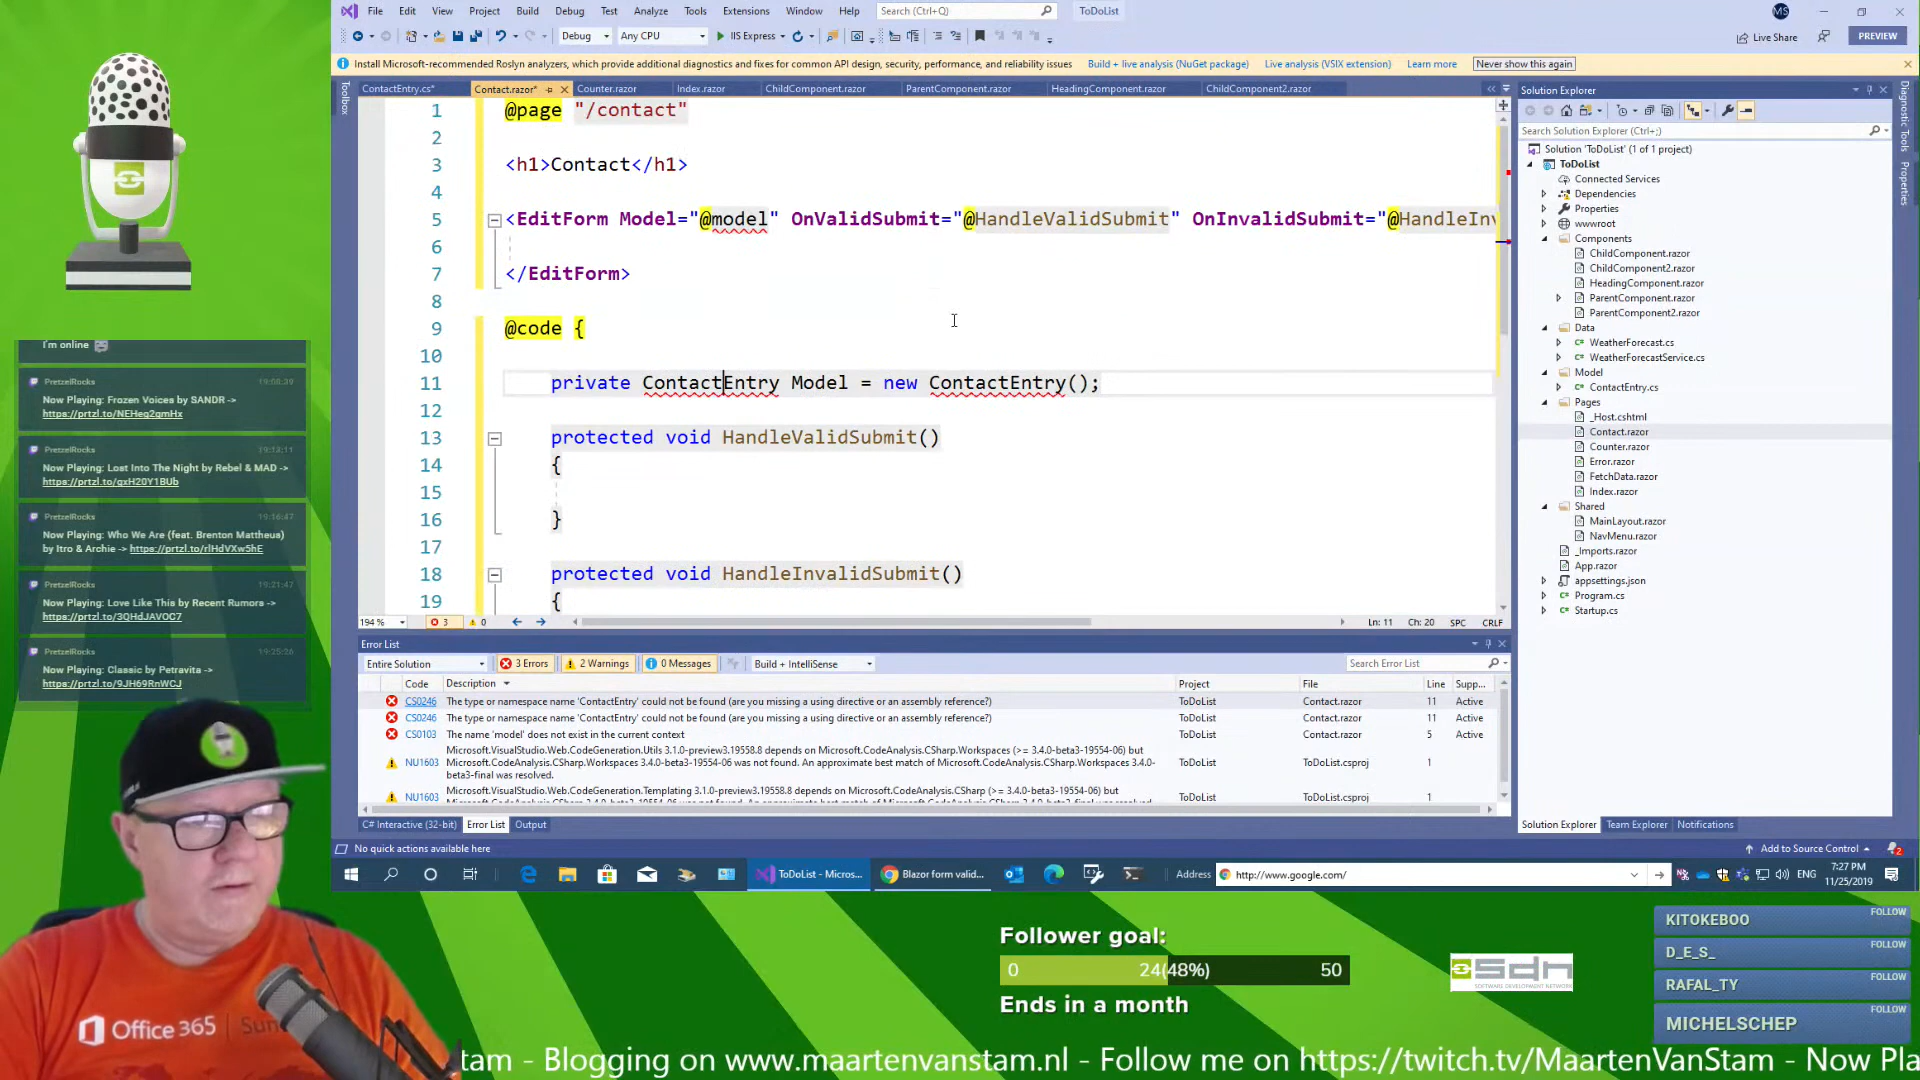 File Edit View Project Build Debug Test Analyze Tools Extensions Window Help Search (Ctrl+Q) ToDoList MS
Debug Any CPU IIS Express Live Share PREVIEW
Install Microsoft-recommended Roslyn analyzers, which provide additional diagnostics and fixes for common API design, security, performance, and reliability issues Build + live analysis (NuGet package) Live analysis (VSIX extension) Learn more Never show this again
Toolbox
ContactEntry.cs* Contact.razor* Counter.razor Index.razor ChildComponent.razor ParentComponent.razor HeadingComponent.razor ChildComponent2.razor
1 @page "/contact"
2
3 <h1>Contact</h1>
4
5 <EditForm Model="@model" OnValidSubmit="@HandleValidSubmit" OnInvalidSubmit="@HandleInv
6
7 </EditForm>
8
9 @code {
10
11 private ContactEntry Model = new ContactEntry();
12
13 protected void HandleValidSubmit()
14 {
15
16 }
17
18 protected void HandleInvalidSubmit()
19 {
194 % 3 0 Ln: 11 Ch: 20 SPC CRLF
Error List
Entire Solution 3 Errors 2 Warnings 0 Messages Build + IntelliSense Search Error List
Code Description Project File Line Supp...
CS0246 The type or namespace name 'ContactEntry' could not be found (are you missing a using directive or an assembly reference?) ToDoList Contact.razor 11 Active
CS0246 The type or namespace name 'ContactEntry' could not be found (are you missing a using directive or an assembly reference?) ToDoList Contact.razor 11 Active
CS0103 The name 'model' does not exist in the current context ToDoList Contact.razor 5 Active
Microsoft.VisualStudio.Web.CodeGeneration.Utils 3.1.0-preview3.19558.8 depends on Microsoft.CodeAnalysis.CSharp.Workspaces (>= 3.4.0-beta3-19554-06) but
NU1603 Microsoft.CodeAnalysis.CSharp.Workspaces 3.4.0-beta3-19554-06 was not found. An approximate best match of Microsoft.CodeAnalysis.CSharp.Workspaces 3.4.0- ToDoList ToDoList.csproj 1
beta3-final was resolved.
Microsoft.VisualStudio.Web.CodeGeneration.Templating 3.1.0-preview3.19558.8 depends on Microsoft.CodeAnalysis.CSharp (>= 3.4.0-beta3-19554-06) but
NU1603 ToDoList ToDoList.csproj 1
C# Interactive (32-bit) Error List Output
No quick actions available here
Add to Source Control 2
Solution Explorer
Search Solution Explorer (Ctrl+;)
Solution 'ToDoList' (1 of 1 project)
ToDoList
Connected Services
Dependencies
Properties
wwwroot
Components
ChildComponent.razor
ChildComponent2.razor
HeadingComponent.razor
ParentComponent.razor
ParentComponent2.razor
Data
WeatherForecast.cs
WeatherForecastService.cs
Model
ContactEntry.cs
Pages
_Host.cshtml
Contact.razor
Counter.razor
Error.razor
FetchData.razor
Index.razor
Shared
MainLayout.razor
NavMenu.razor
_Imports.razor
App.razor
appsettings.json
Program.cs
Startup.cs
Solution Explorer Team Explorer Notifications
Diagnostic Tools
Properties
ToDoList - Micros... Blazor form valid... Address http://www.google.com/ ENG 7:27 PM
11/25/2019
I'm online
PretzelRocks 19:08:39
Now Playing: Frozen Voices by SANDR ->
https://prtzl.to/NEHeg2gmHx
PretzelRocks
Now Playing: Lost Into The Night by Rebel & MAD ->
https://prtzl.to/gxH20Y1BUb
PretzelRocks 19:16:47
Now Playing: Who We Are (feat. Brenton Mattheus)
by Itro & Archie -> https://prtzl.to/rlHdVXw5hE
PretzelRocks 19:21:47
Now Playing: Love Like This by Recent Rumors ->
https://prtzl.to/3QHdJAVOC7
PretzelRocks 19:25:26
Now Playing: Classic by Petravita ->
https://prtzl.to/9JH69RnWCJ
Office 365
Follower goal:
0 24(48%) 50
Ends in a month
sdn
SOFTWARE DEVELOPMENT NETWORK
KITOKEBOO FOLLOW
D_E_S_ FOLLOW
RAFAL_TY FOLLOW
MICHELSCHEP FOLLOW
Stam - Blogging on www.maartenvanstam.nl - Follow me on https://twitch.tv/MaartenVanStam - Now Pla